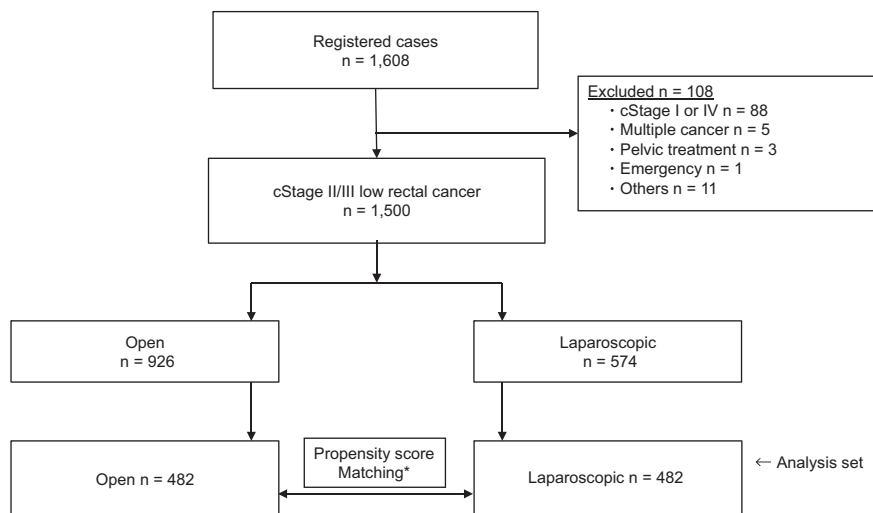 Registered cases
n = 1,608
Excluded n = 108
・cStage I or IV n = 88
・Multiple cancer n = 5
・Pelvic treatment n = 3
・Emergency n = 1
・Others n = 11
cStage II/III low rectal cancer
n = 1,500
Open
n = 926
Laparoscopic
n = 574
Propensity score
Matching*
Open n = 482
Laparoscopic n = 482
← Analysis set